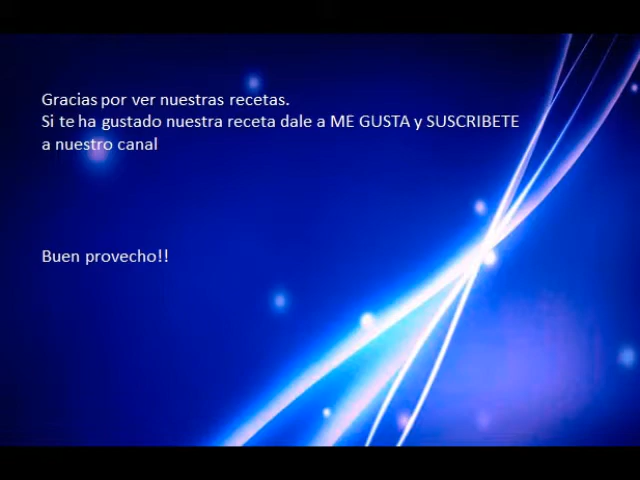 Gracias por ver nuestras recetas.
Si te ha gustado nuestra receta dale a ME GUSTA y SUSCRIBETE
a nuestro canal
Buen provecho!!